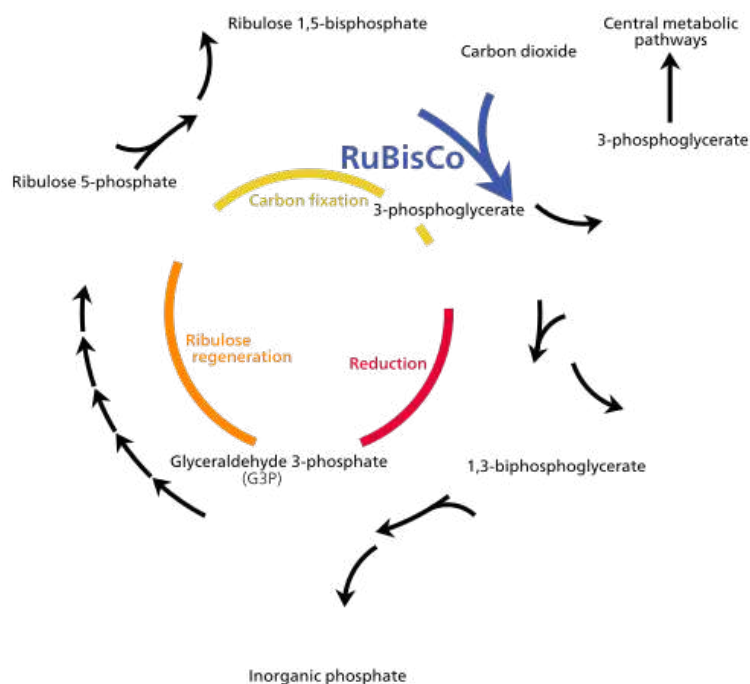 Ribulose 1,5-bisphosphate
Carbon dioxide
Central metabolic
pathways
3-phosphoglycerate
RuBisCo
Ribulose 5-phosphate
Carbon fixation
3-phosphoglycerate
Ribulose
regeneration
Reduction
Glyceraldehyde 3-phosphate
(G3P)
1,3-biphosphoglycerate
Inorganic phosphate